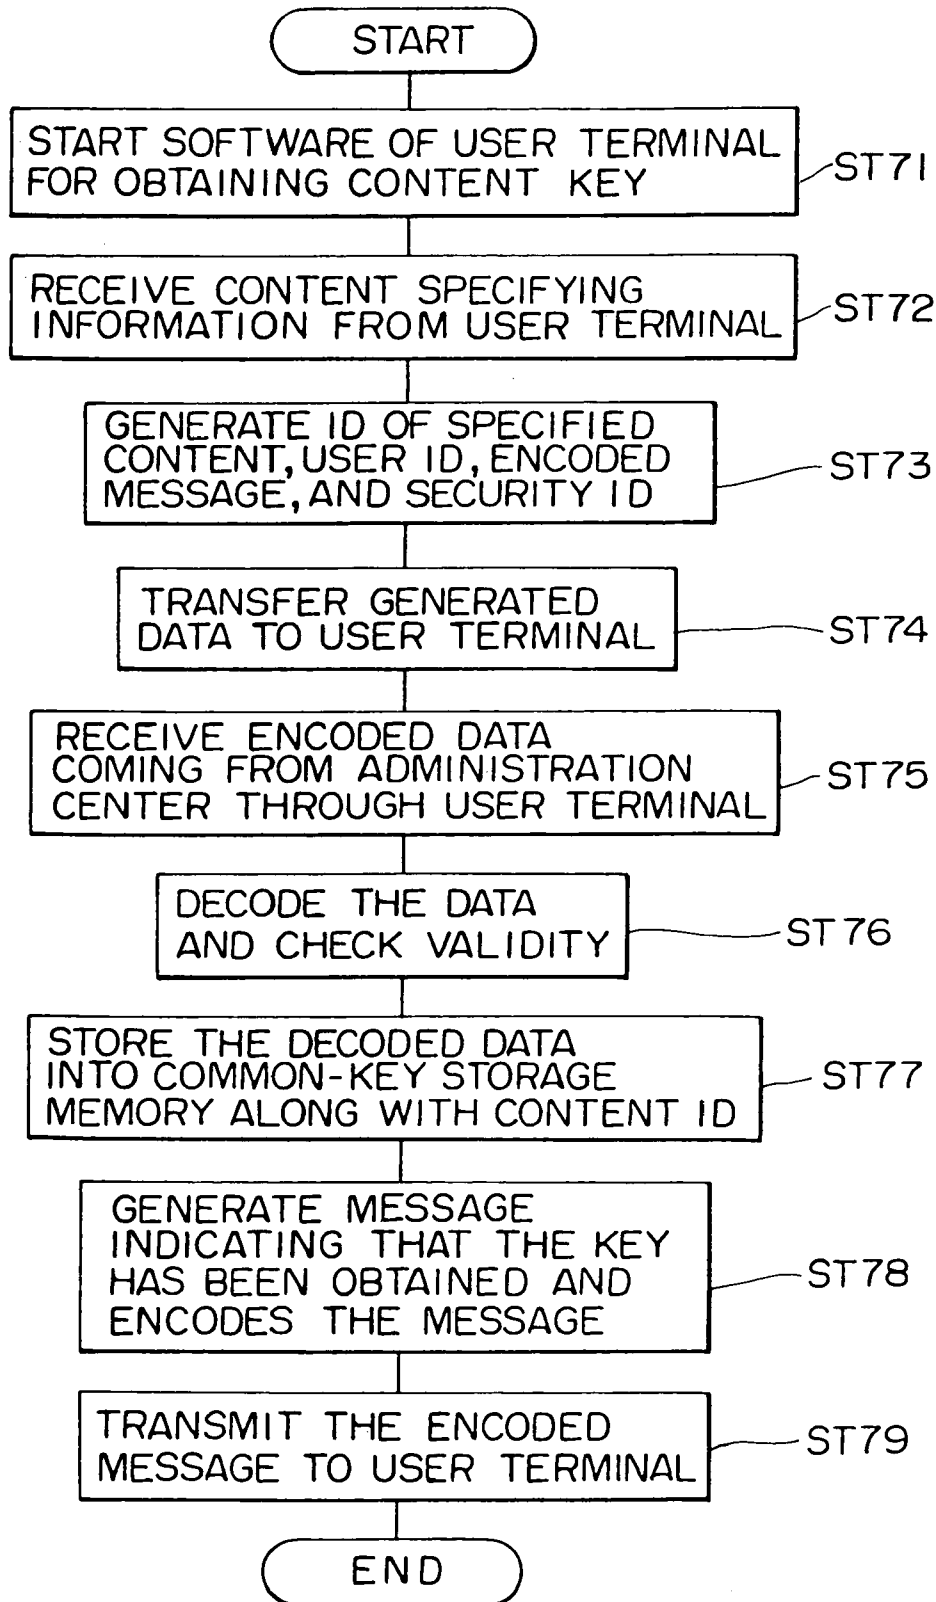 START
START SOFTWARE OF USER TERMINAL
FOR OBTAINING CONTENT KEY
ST71
RECEIVE CONTENT SPECIFYING
INFORMATION FROM USER TERMINAL
ST72
GENERATE ID OF SPECIFIED
CONTENT, USER ID, ENCODED
MESSAGE, AND SECURITY ID
ST73
TRANSFER GENERATED
DATA TO USER TERMINAL
ST74
RECEIVE ENCODED DATA
COMING FROM ADMINISTRATION
CENTER THROUGH USER TERMINAL
ST75
DECODE THE DATA
AND CHECK VALIDITY
ST76
STORE THE DECODED DATA
INTO COMMON-KEY STORAGE
MEMORY ALONG WITH CONTENT ID
ST77
GENERATE MESSAGE
INDICATING THAT THE KEY
HAS BEEN OBTAINED AND
ENCODES THE MESSAGE
ST78
TRANSMIT THE ENCODED
MESSAGE TO USER TERMINAL
ST79
END